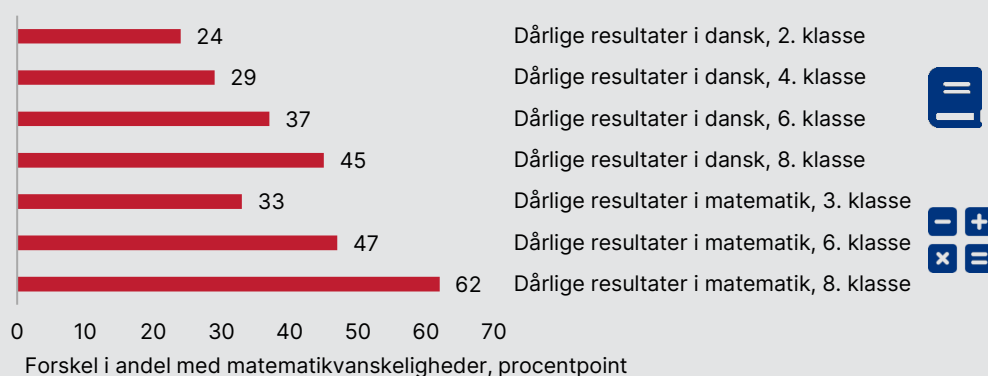 24 Dårlige resultater i dansk, 2. klasse
29 Dårlige resultater i dansk, 4. klasse
37 Dårlige resultater i dansk, 6. klasse
45 Dårlige resultater i dansk, 8. klasse
33 Dårlige resultater i matematik, 3. klasse
47 Dårlige resultater i matematik, 6. klasse
62 Dårlige resultater i matematik, 8. klasse
0 10 20 30 40 50 60 70
Forskel i andel med matematikvanskeligheder, procentpoint